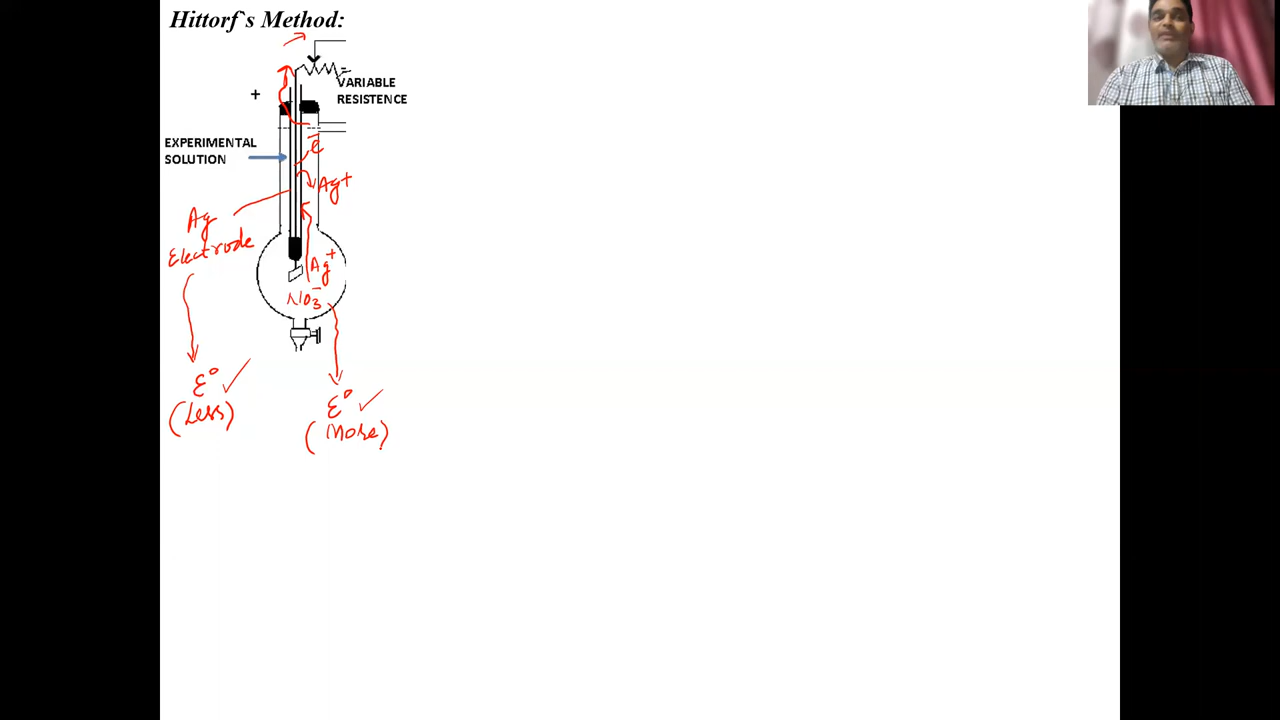 Hittorf`s Method:
VARIABLE
RESISTENCE
+
EXPERIMENTAL
SOLUTION
e-
Ag+
Ag
Electrode
Ag+
NO3-
E°
(Less)
E°
(More)